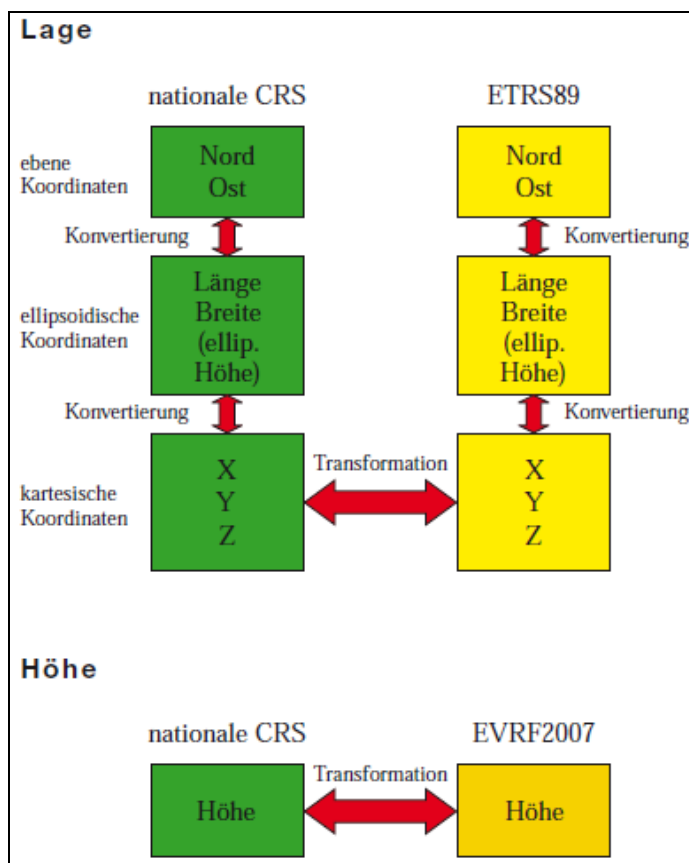 Lage
nationale CRS
ETRS89
ebene
Koordinaten
Nord
Ost
Nord
Ost
Konvertierung
Konvertierung
ellipsoidische
Koordinaten
Länge
Breite
(ellip.
Höhe)
Länge
Breite
(ellip.
Höhe)
Konvertierung
Konvertierung
kartesische
Koordinaten
X
Y
Z
Transformation
X
Y
Z
Höhe
nationale CRS
EVRF2007
Höhe
Transformation
Höhe